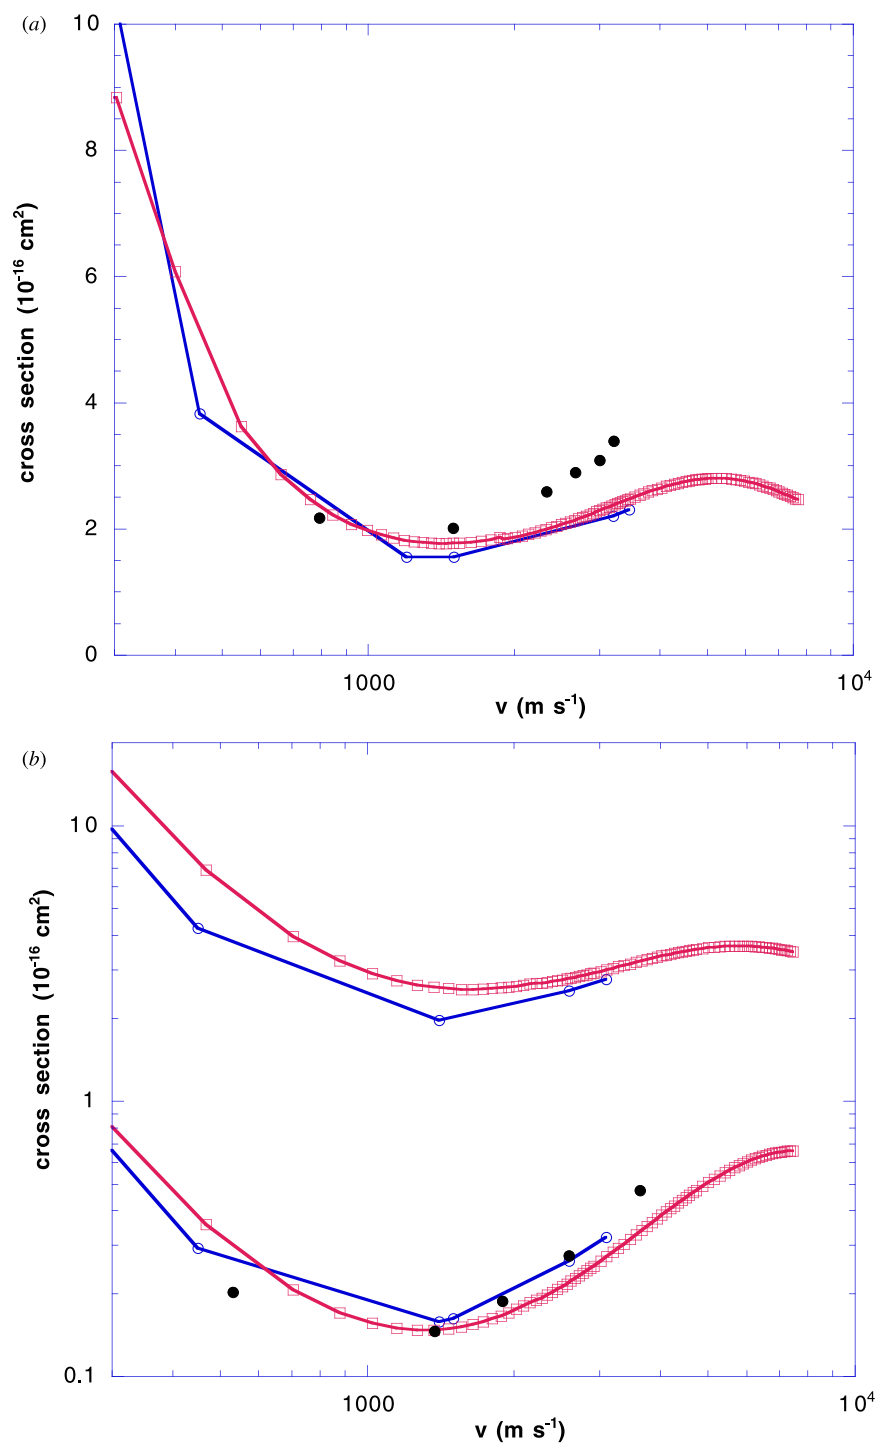 (a)
10
8
6
4
2
0
cross section (10⁻¹⁶ cm²)
1000
10⁴
v (m s⁻¹)
(b)
10
1
0.1
cross section (10⁻¹⁶ cm²)
1000
10⁴
v (m s⁻¹)